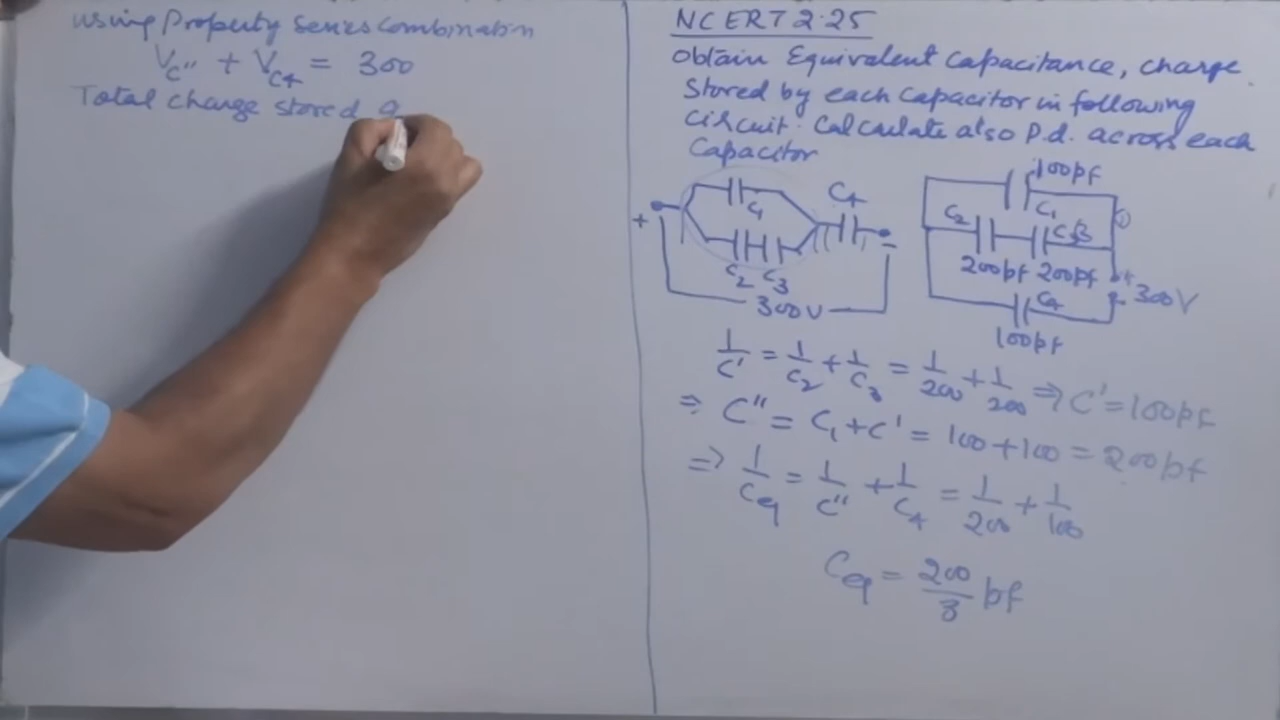 using Property Series Combination
V_C'' + V_C4 = 300
Total charge stored q
NCERT 2.25
Obtain Equivalent Capacitance, charge
Stored by each Capacitor in following
Circuit. Calculate also P.d. across each
Capacitor
C1
C4
+
-
C2 C3
300V
100pf
C1
C2
C3
200pf 200pf
+
-
300V
C4
100pf
1/C' = 1/C2 + 1/C3 = 1/200 + 1/200 ⇒ C' = 100pf
⇒ C'' = C1 + C' = 100 + 100 = 200pf
⇒ 1/Ceq = 1/C'' + 1/C4 = 1/200 + 1/100
Ceq = 200/3 pf